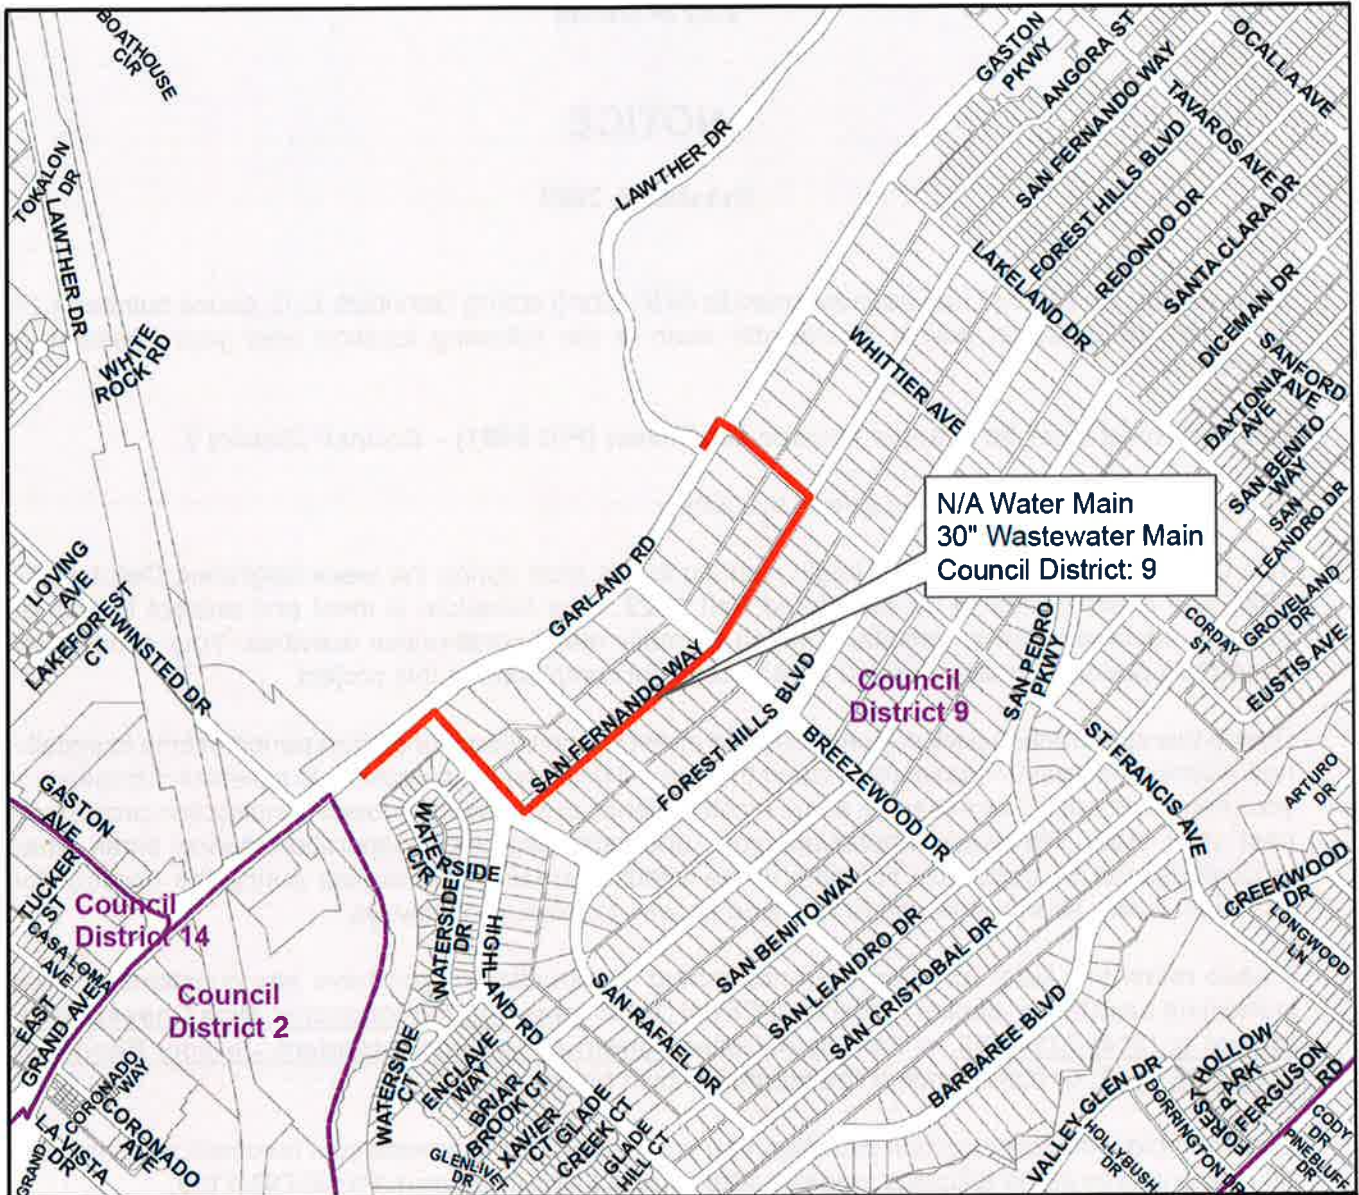 BOATHOUSE
CIR
TOKALON
DR
LAWTHER DR
WHITE
ROCK RD
LAWTHER DR
GASTON
PKWY
ANGORA ST
SAN FERNANDO WAY
OCALLA AVE
TAVAROS AVE
FOREST HILLS BLVD
REDONDO DR
SANTA CLARA DR
LAKELAND DR
DICEMAN DR
WHITTIER AVE
SANFORD
AVE
DAYTONIA
AVE
SAN BENITO
WAY
SAN
LEANDRO DR
N/A Water Main
30" Wastewater Main
Council District: 9
GARLAND RD
LOVING
AVE
LAKEFOREST
CT
WINSTED DR
SAN FERNANDO WAY
FOREST HILLS BLVD
Council
District 9
SAN PEDRO
PKWY
CORDAY
ST
GROVELAND
DR
EUSTIS AVE
BREEZEWOOD DR
ST FRANCIS AVE
ARTURO
DR
GASTON
AVE
TUCKER
ST
Council
District 14
CASA LOMA
AVE
EAST
GRAND AVE
Council
District 2
WATERSIDE
CIR
WATERSIDE
DR
HIGHLAND RD
SAN BENITO WAY
SAN LEANDRO DR
SAN CRISTOBAL DR
CREEKWOOD
DR
LONGWOOD
LN
SAN RAFAEL DR
BARBAREE BLVD
CORONADO
WAY
CORONADO
AVE
LA VISTA
DR
GRAND
WATERSIDE
CT
ENCLAVE
WAY
BRIAR
BROOK CT
XAVIER
CT
GLADE
CREEK CT
GLADE
HILL CT
GLENLIVET
DR
VALLEY GLEN DR
HOLLYBUSH
DR
DORRINGTON DR
FOREST HOLLOW
PARK
FERGUSON
RD
CODY
DR
PINEBLUFF
DR